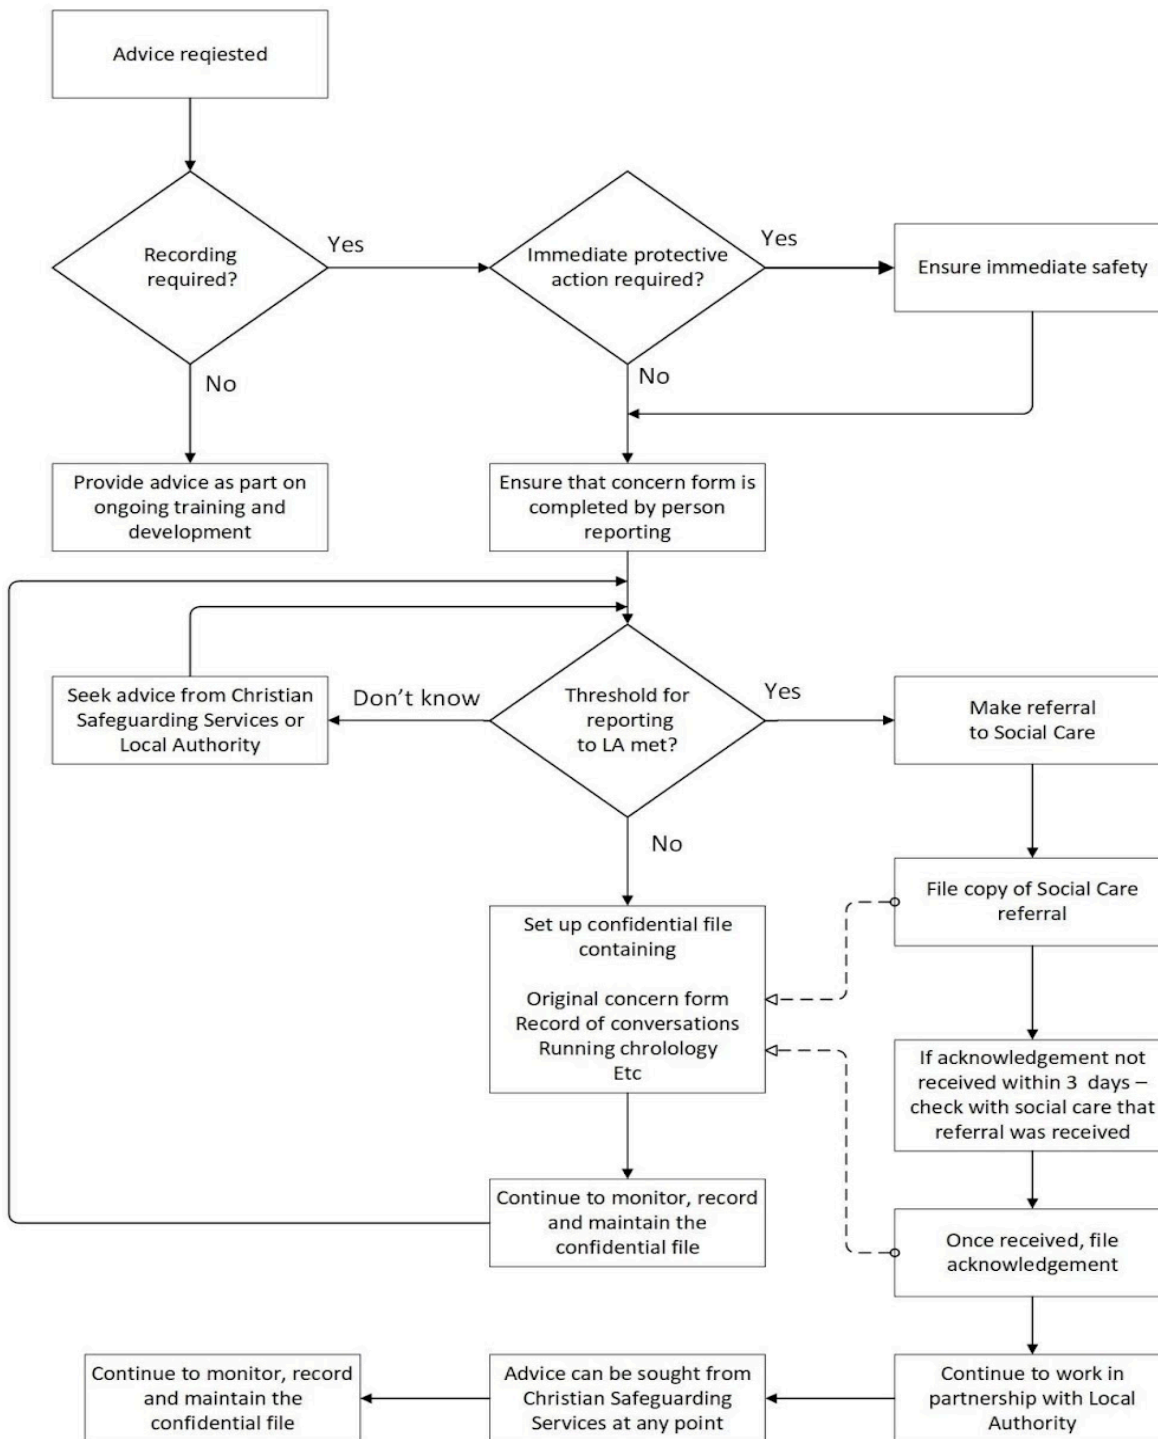 Advice reqiested
Recording
required?
Yes
Immediate protective
action required?
Yes
Ensure immediate safety
No
No
Provide advice as part on
ongoing training and
development
Ensure that concern form is
completed by person
reporting
Seek advice from Christian
Safeguarding Services or
Local Authority
Don't know
Threshold for
reporting
to LA met?
Yes
Make referral
to Social Care
No
File copy of Social Care
referral
Set up confidential file
containing
Original concern form
Record of conversations
Running chrolology
Etc
If acknowledgement not
received within 3 days –
check with social care that
referral was received
Continue to monitor, record
and maintain the
confidential file
Once received, file
acknowledgement
Continue to monitor, record
and maintain the
confidential file
Advice can be sought from
Christian Safeguarding
Services at any point
Continue to work in
partnership with Local
Authority